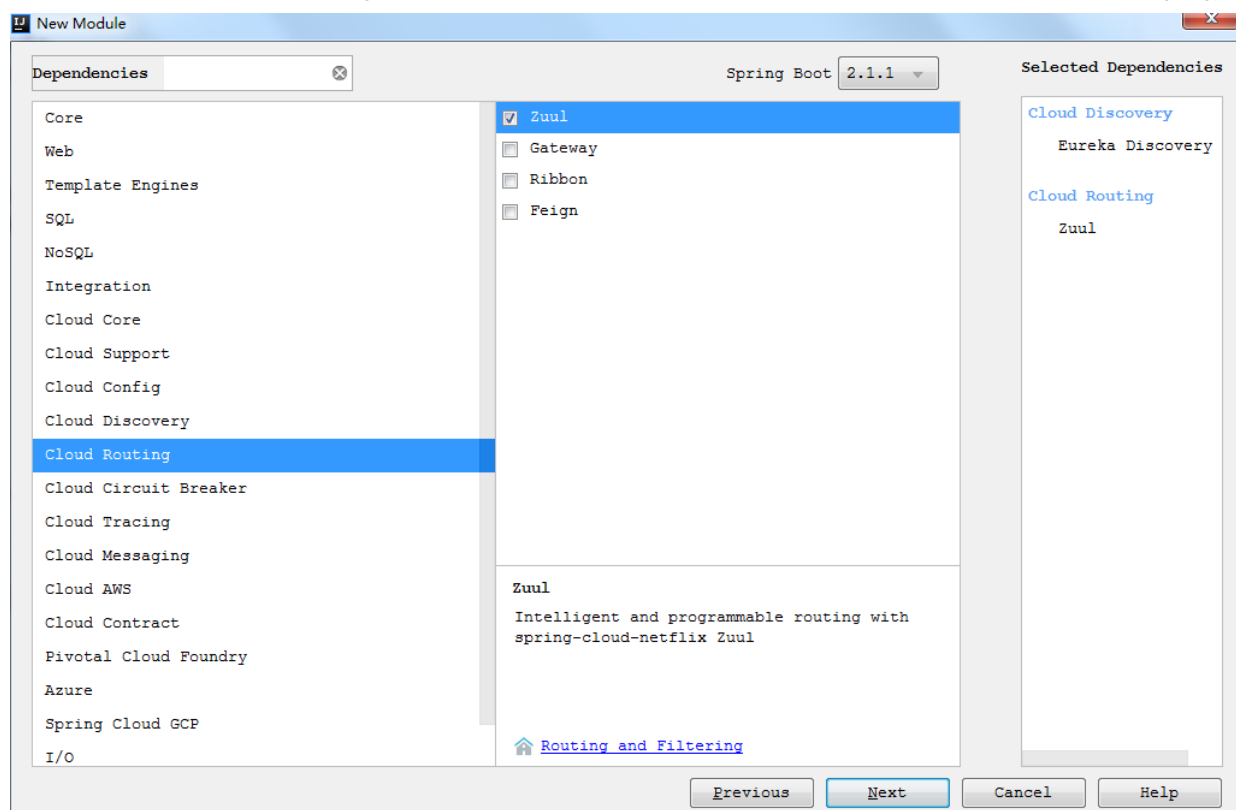 New Module
Dependencies
Spring Boot 2.1.1
Selected Dependencies
Core
Web
Template Engines
SQL
NoSQL
Integration
Cloud Core
Cloud Support
Cloud Config
Cloud Discovery
Cloud Routing
Cloud Circuit Breaker
Cloud Tracing
Cloud Messaging
Cloud AWS
Cloud Contract
Pivotal Cloud Foundry
Azure
Spring Cloud GCP
I/O
Zuul
Gateway
Ribbon
Feign
Zuul
Intelligent and programmable routing with
spring-cloud-netflix Zuul
Routing and Filtering
Cloud Discovery
Eureka Discovery
Cloud Routing
Zuul
Previous
Next
Cancel
Help